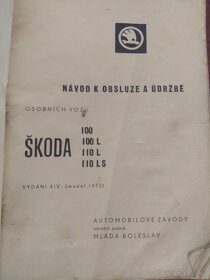 NÁVOD K OBSLUZE A ÚDRŽBĚ
OSOBNÍCH VOZŮ
ŠKODA
100
100 L
110 L
110 LS
VYDÁNÍ XIV. (model 1973)
AUTOMOBILOVÉ ZÁVODY
národní podnik
MLADÁ BOLESLAV